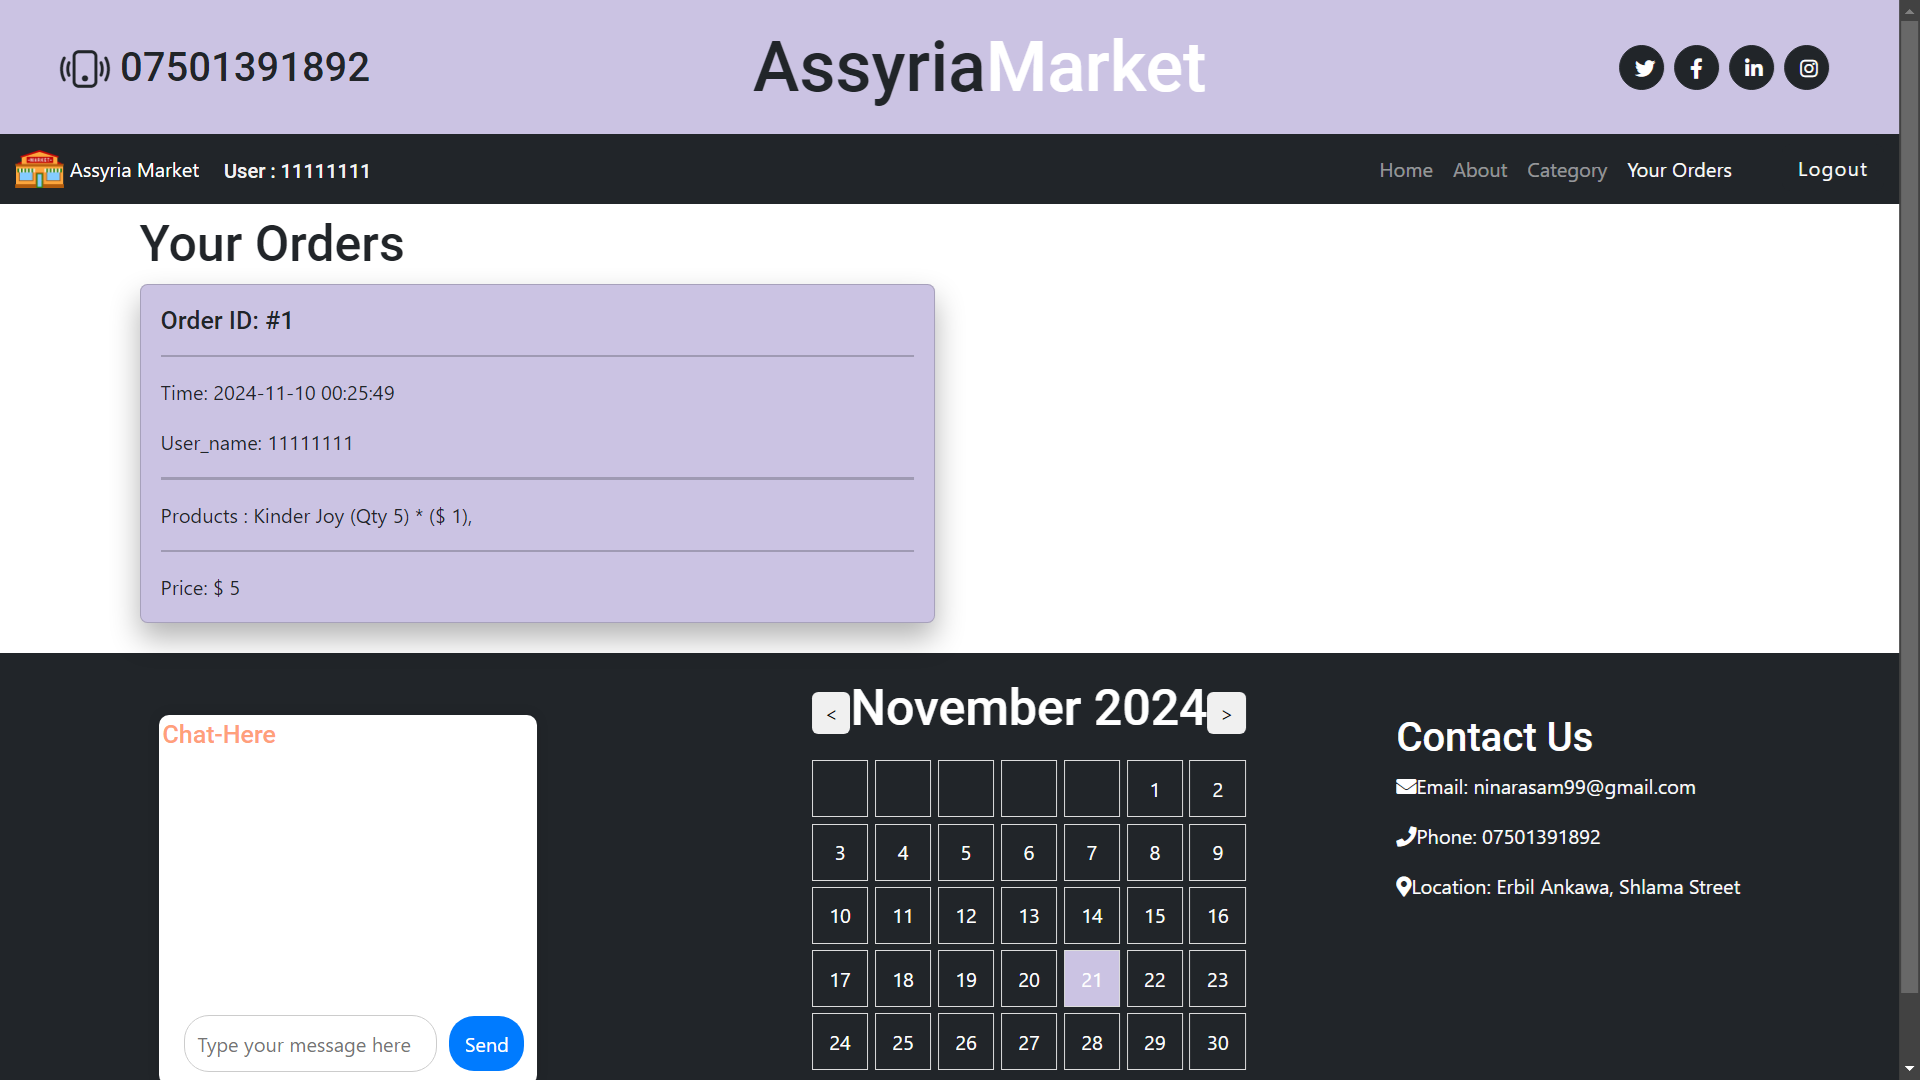 07501391892
AssyriaMarket
MARKET
Assyria Market
User : 11111111
Home
About
Category
Your Orders
Logout
Your Orders
Order ID: #1
Time: 2024-11-10 00:25:49
User_name: 11111111
Products : Kinder Joy (Qty 5) * ($ 1),
Price: $ 5
Chat-Here
Type your message here
Send
< November 2024 >
1 2
3 4 5 6 7 8 9
10 11 12 13 14 15 16
17 18 19 20 21 22 23
24 25 26 27 28 29 30
Contact Us
Email: ninarasam99@gmail.com
Phone: 07501391892
Location: Erbil Ankawa, Shlama Street